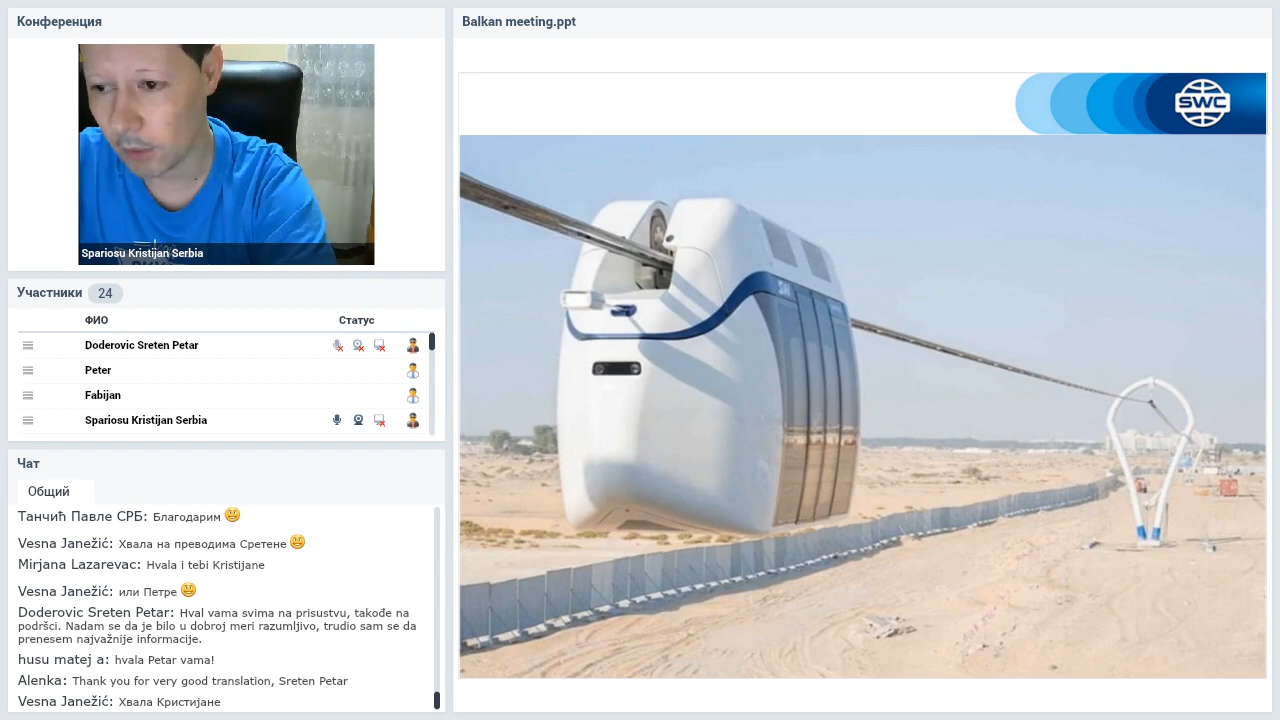 Конференция
Spariosu Kristijan Serbia
Участники 24
ФИО Статус
Doderovic Sreten Petar
Peter
Fabijan
Spariosu Kristijan Serbia
Чат
Общий
Танчић Павле СРБ: Благодарим
Vesna Janežić: Хвала на преводима Сретене
Mirjana Lazarevac: Hvala i tebi Kristijane
Vesna Janežić: или Петре
Doderovic Sreten Petar: Hval vama svima na prisustvu, takođe na
podršci. Nadam se da je bilo u dobroj meri razumljivo, trudio sam se da
prenesem najvažnije informacije.
husu matej a: hvala Petar vama!
Alenka: Thank you for very good translation, Sreten Petar
Vesna Janežić: Хвала Кристијане
Balkan meeting.ppt
SWC